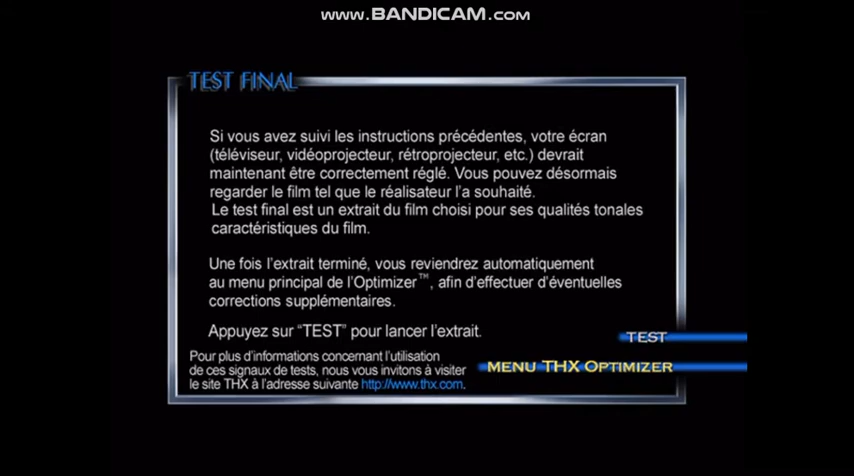 www.BANDICAM.com
TEST FINAL
Si vous avez suivi les instructions précédentes, votre écran
(téléviseur, vidéoprojecteur, rétroprojecteur, etc.) devrait
maintenant être correctement réglé. Vous pouvez désormais
regarder le film tel que le réalisateur l'a souhaité.
Le test final est un extrait du film choisi pour ses qualités tonales
caractéristiques du film.
Une fois l'extrait terminé, vous reviendrez automatiquement
au menu principal de l'Optimizer™, afin d'effectuer d'éventuelles
corrections supplémentaires.
Appuyez sur "TEST" pour lancer l'extrait.
TEST
Pour plus d'informations concernant l'utilisation
de ces signaux de tests, nous vous invitons à visiter
le site THX à l'adresse suivante http://www.thx.com.
MENU THX OPTIMIZER